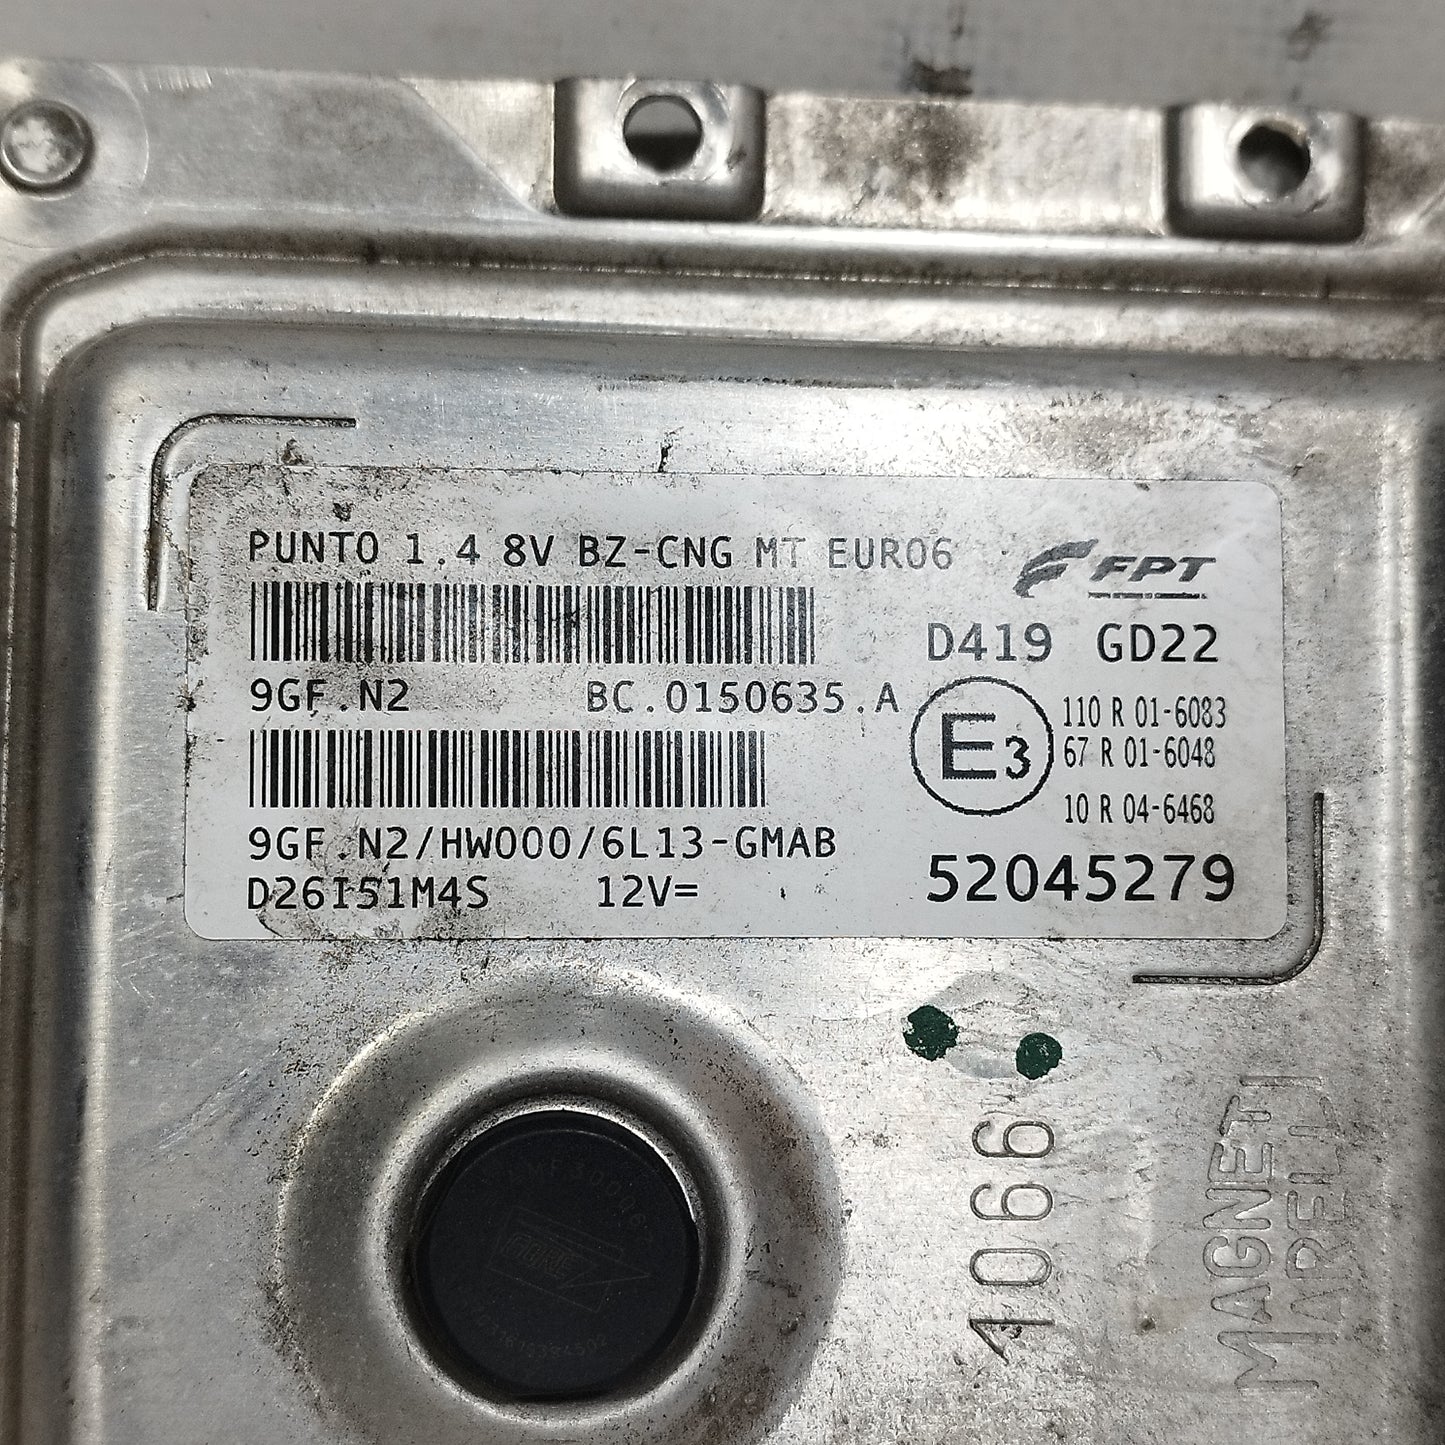 PUNTO 1.4 8V BZ-CNG MT EURO6
FPT
D419 GD22
9GF.N2 BC.0150635.A
E3
110 R 01-6083
67 R 01-6048
10 R 04-6468
9GF.N2/HW000/6L13-GMAB
D26I51M4S 12V=
52045279
1066
MAGNETI
MARELLI